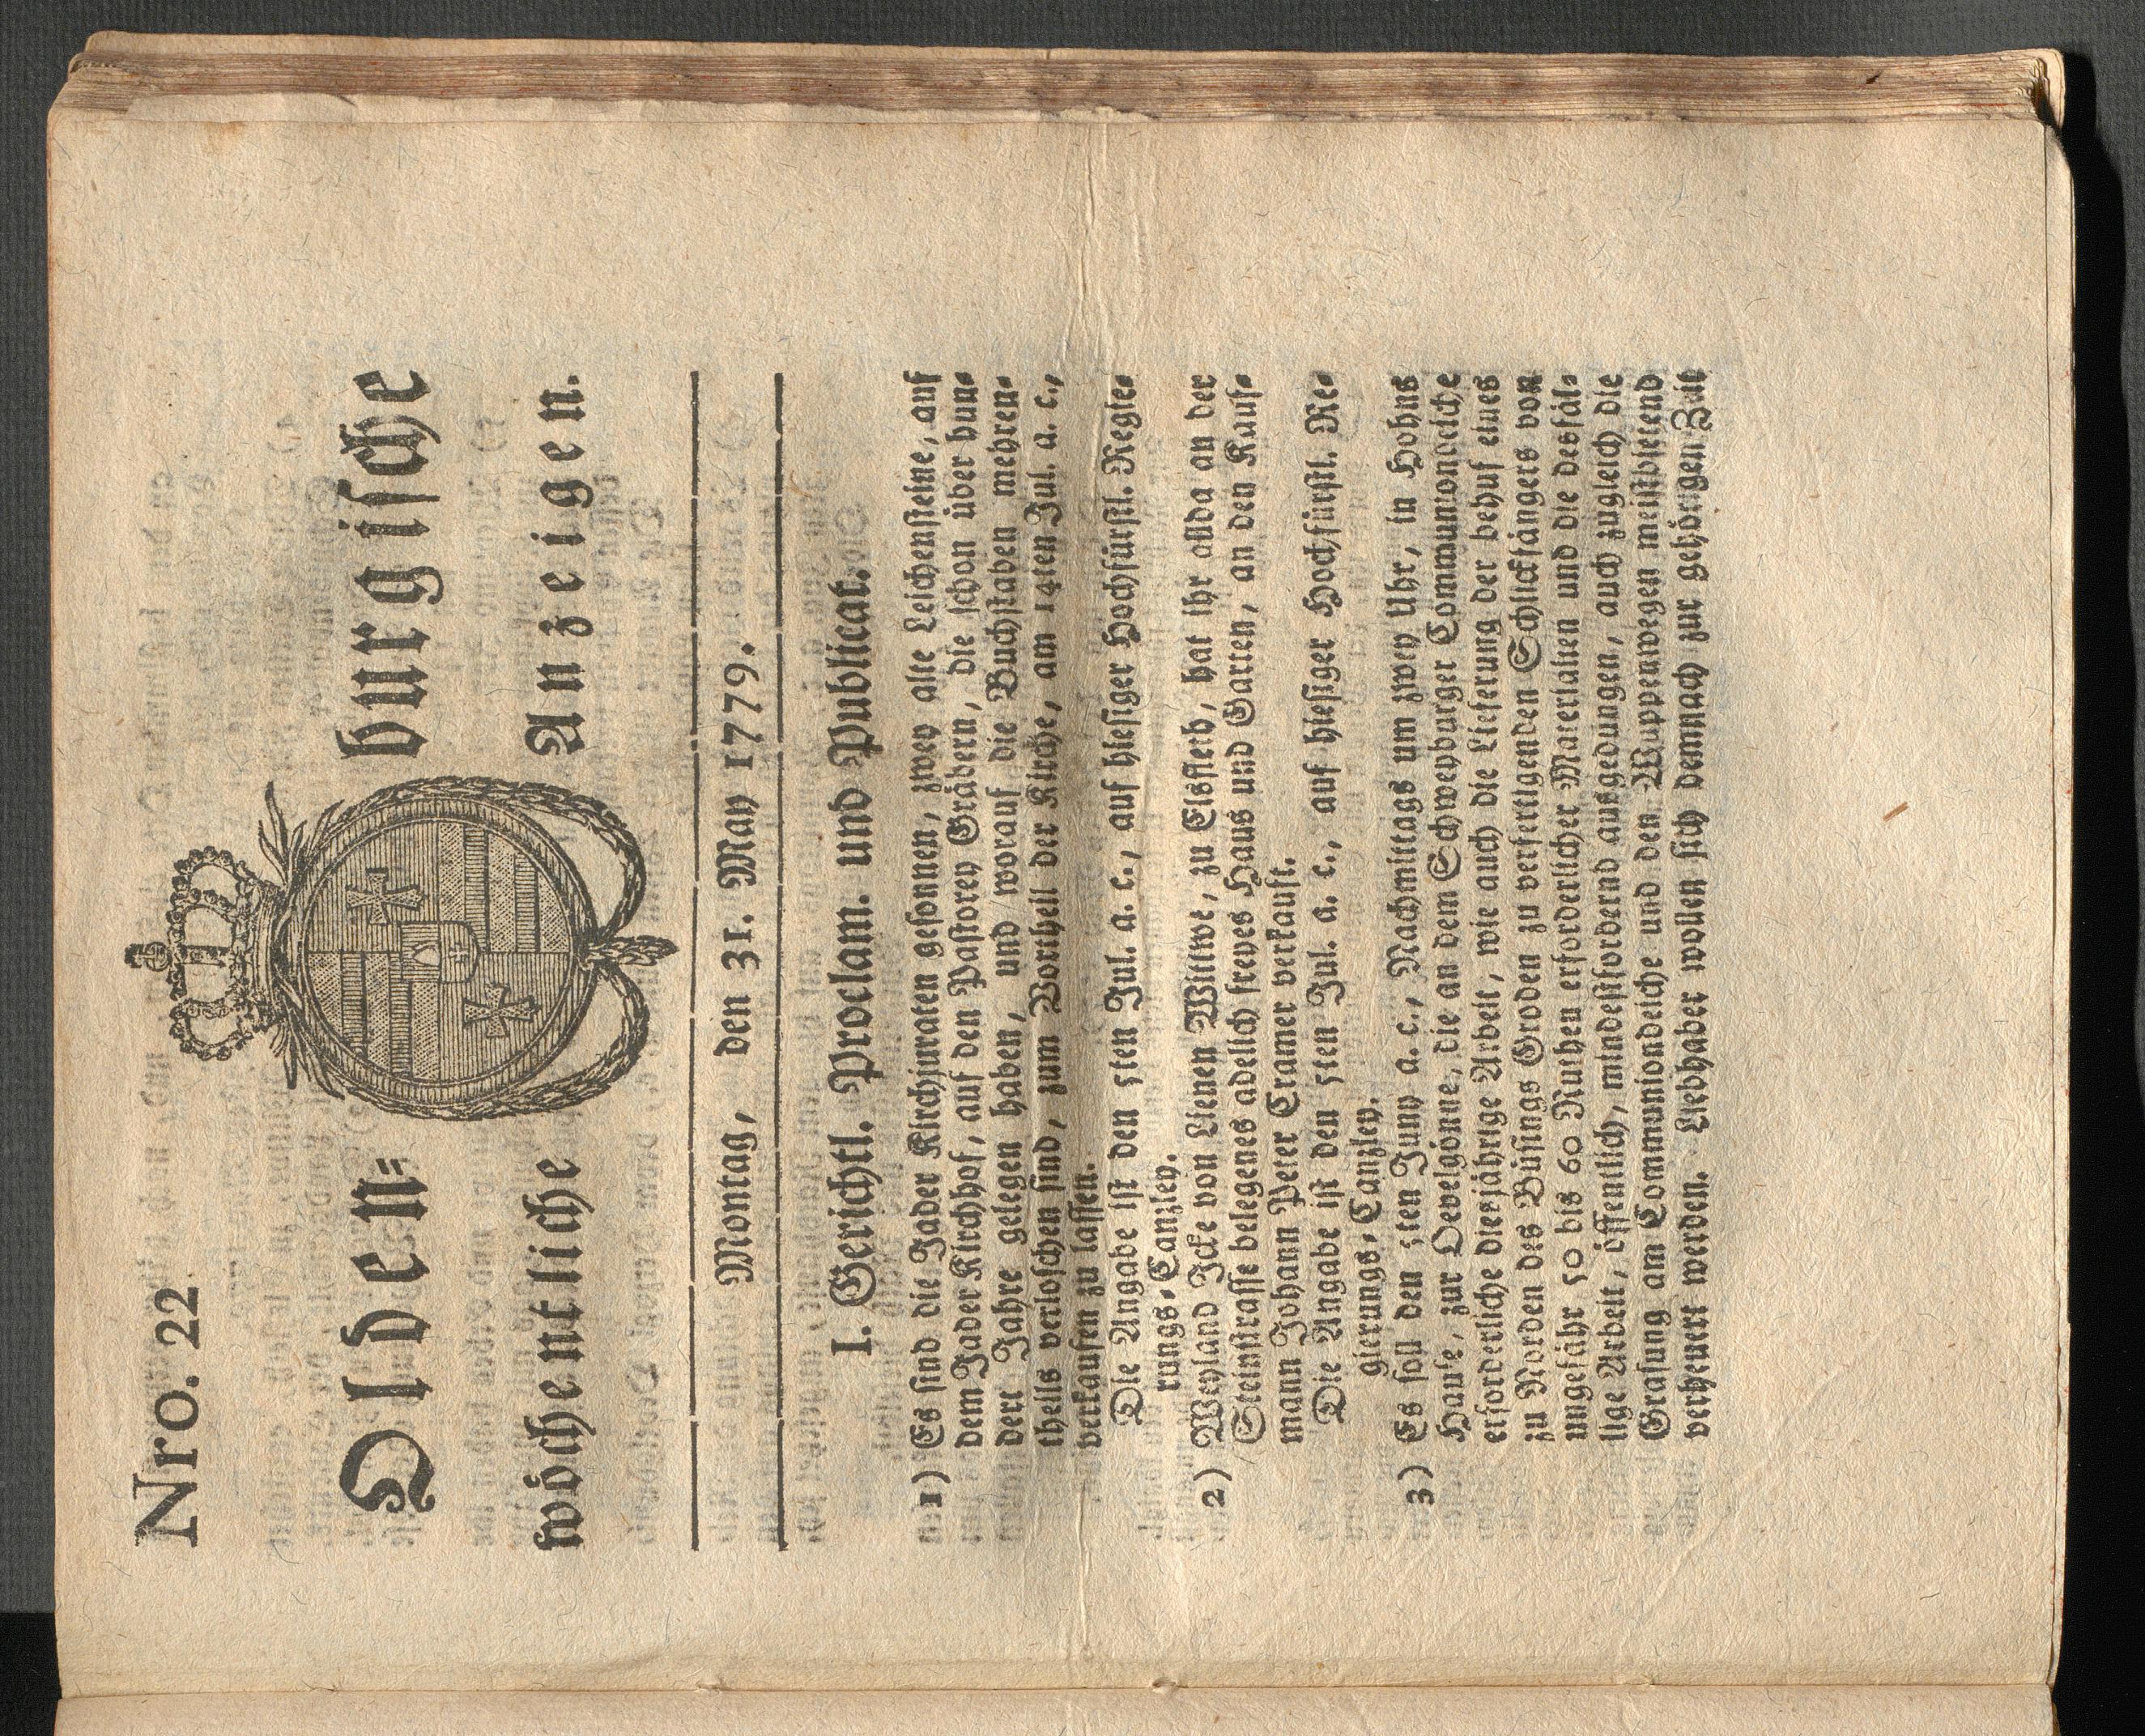 Nro. 22
Olden= burgische
wöchentliche Anzeigen.
Montag, den 31. May 1779.
I. Gerichtl. Proclam. und Publicat.
1) Es sind die Jader Kirchjuraten gesonnen, zwey alte Leichensteine, auf
dem Jader Kirchhof, auf den Pastorey Gräbern, die schon über hun-
dert Jahre gelegen haben, und worauf die Buchstaben mehren-
theils verloschen sind, zum Vortheil der Kirche, am 14ten Jul. a. c.,
verkaufen zu lassen.
Die Angabe ist den 5ten Jul. a. c., auf hiesiger Hochfürstl. Regie-
rungs-Canzley.
2) Weyland Icke von Lienen Wittwe, zu Elsfleth, hat ihr allda an der
Steinstrasse belegenes adelich freyes Haus und Garten, an den Kauf-
mann Johann Peter Cramer verkauft.
Die Angabe ist den 5ten Jul. a. c., auf hiesiger Hochfürstl. Re-
gierungs-Canzley.
3) Es soll den 5ten Juny a. c., Nachmittags um zwey Uhr, in Hohns
Hause, zur Oevelgönne, die an dem Schweyburger Communiondeiche
erforderliche diesjährige Arbeit, wie auch die Lieferung der behuf eines
zu Norden des Büsings Groden zu verfertigenden Schlickfängers von
ungefähr 50 bis 60 Ruthen erforderlicher Materialien und die desfäl-
lige Arbeit, öffentlich, mindestfordernd ausgedungen, auch zugleich die
Grasung am Communiondeiche und den Wuppenwegen meistbietend
verheuert werden. Liebhaber wollen sich demnach zur gehörigen Zeit